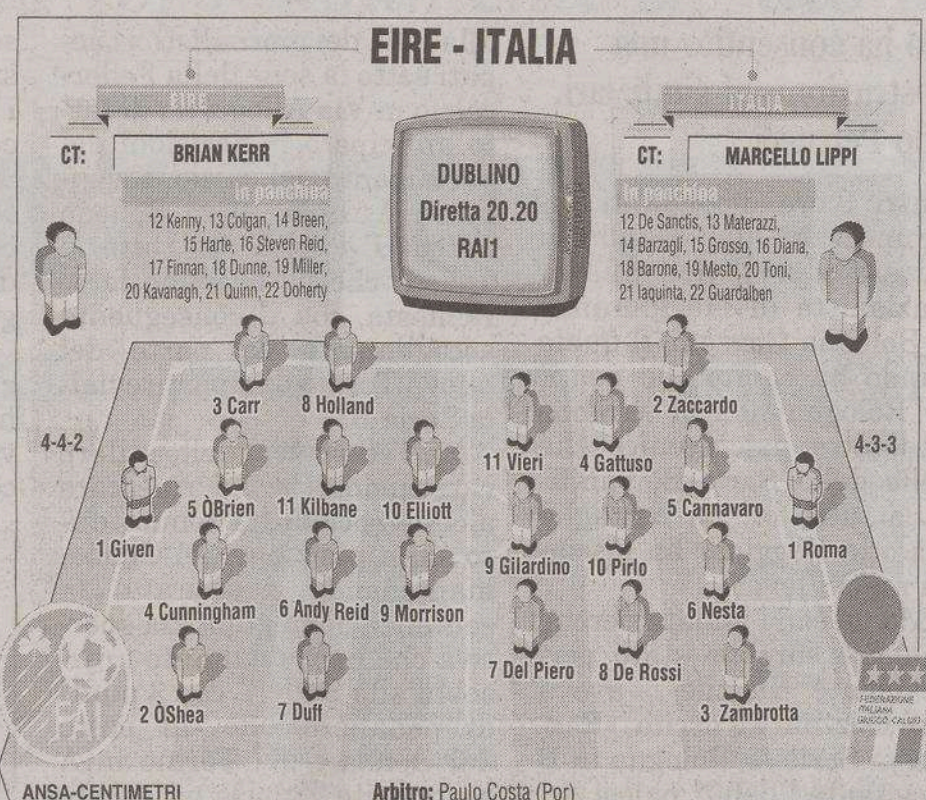 EIRE - ITALIA
EIRE
CT:
BRIAN KERR
In panchina
12 Kenny, 13 Colgan, 14 Breen,
15 Harte, 16 Steven Reid,
17 Finnan, 18 Dunne, 19 Miller,
20 Kavanagh, 21 Quinn, 22 Doherty
DUBLINO
Diretta 20.20
RAI1
ITALIA
CT:
MARCELLO LIPPI
In panchina
12 De Sanctis, 13 Materazzi,
14 Barzagli, 15 Grosso, 16 Diana,
18 Barone, 19 Mesto, 20 Toni,
21 Iaquinta, 22 Guardalben
4-4-2
3 Carr
8 Holland
5 ÒBrien
11 Kilbane
10 Elliott
1 Given
4 Cunningham
6 Andy Reid
9 Morrison
2 ÒShea
7 Duff
FAI
4-3-3
2 Zaccardo
11 Vieri
4 Gattuso
5 Cannavaro
1 Roma
9 Gilardino
10 Pirlo
6 Nesta
7 Del Piero
8 De Rossi
3 Zambrotta
FEDERAZIONE
ITALIANA
GIUOCO CALCIO
ANSA-CENTIMETRI
Arbitro: Paulo Costa (Por)